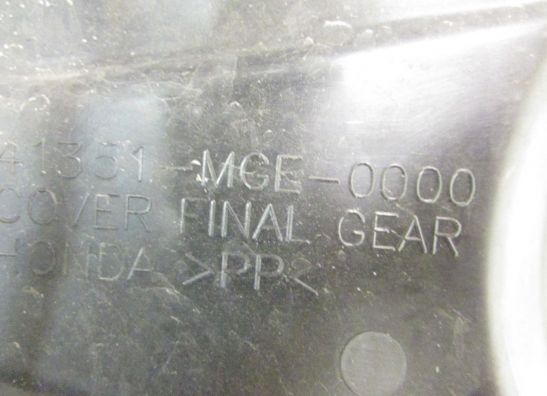 41351-MGE-0000
COVER FINAL GEAR
HONDA >PP<